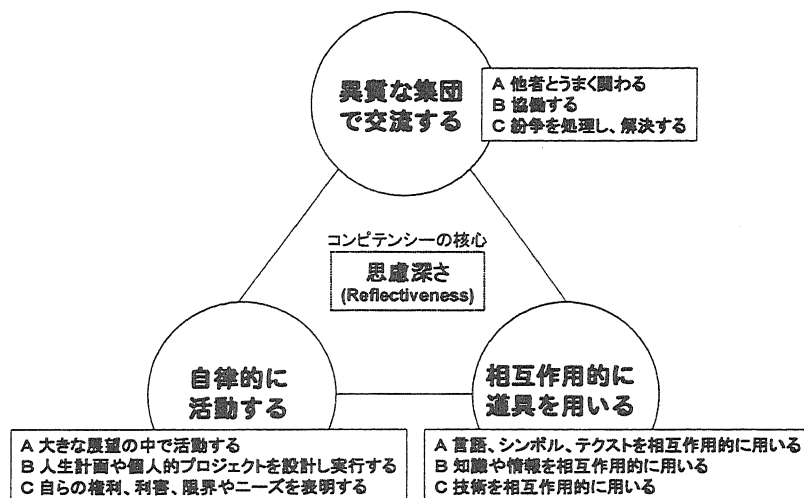 異質な集団
で交流する
A 他者とうまく関わる
B 協働する
C 紛争を処理し、解決する
コンピテンシーの核心
思慮深さ
(Reflectiveness)
自律的に
活動する
A 大きな展望の中で活動する
B 人生計画や個人的プロジェクトを設計し実行する
C 自らの権利、利害、限界やニーズを表明する
相互作用的に
道具を用いる
A 言語、シンボル、テクストを相互作用的に用いる
B 知識や情報を相互作用的に用いる
C 技術を相互作用的に用いる